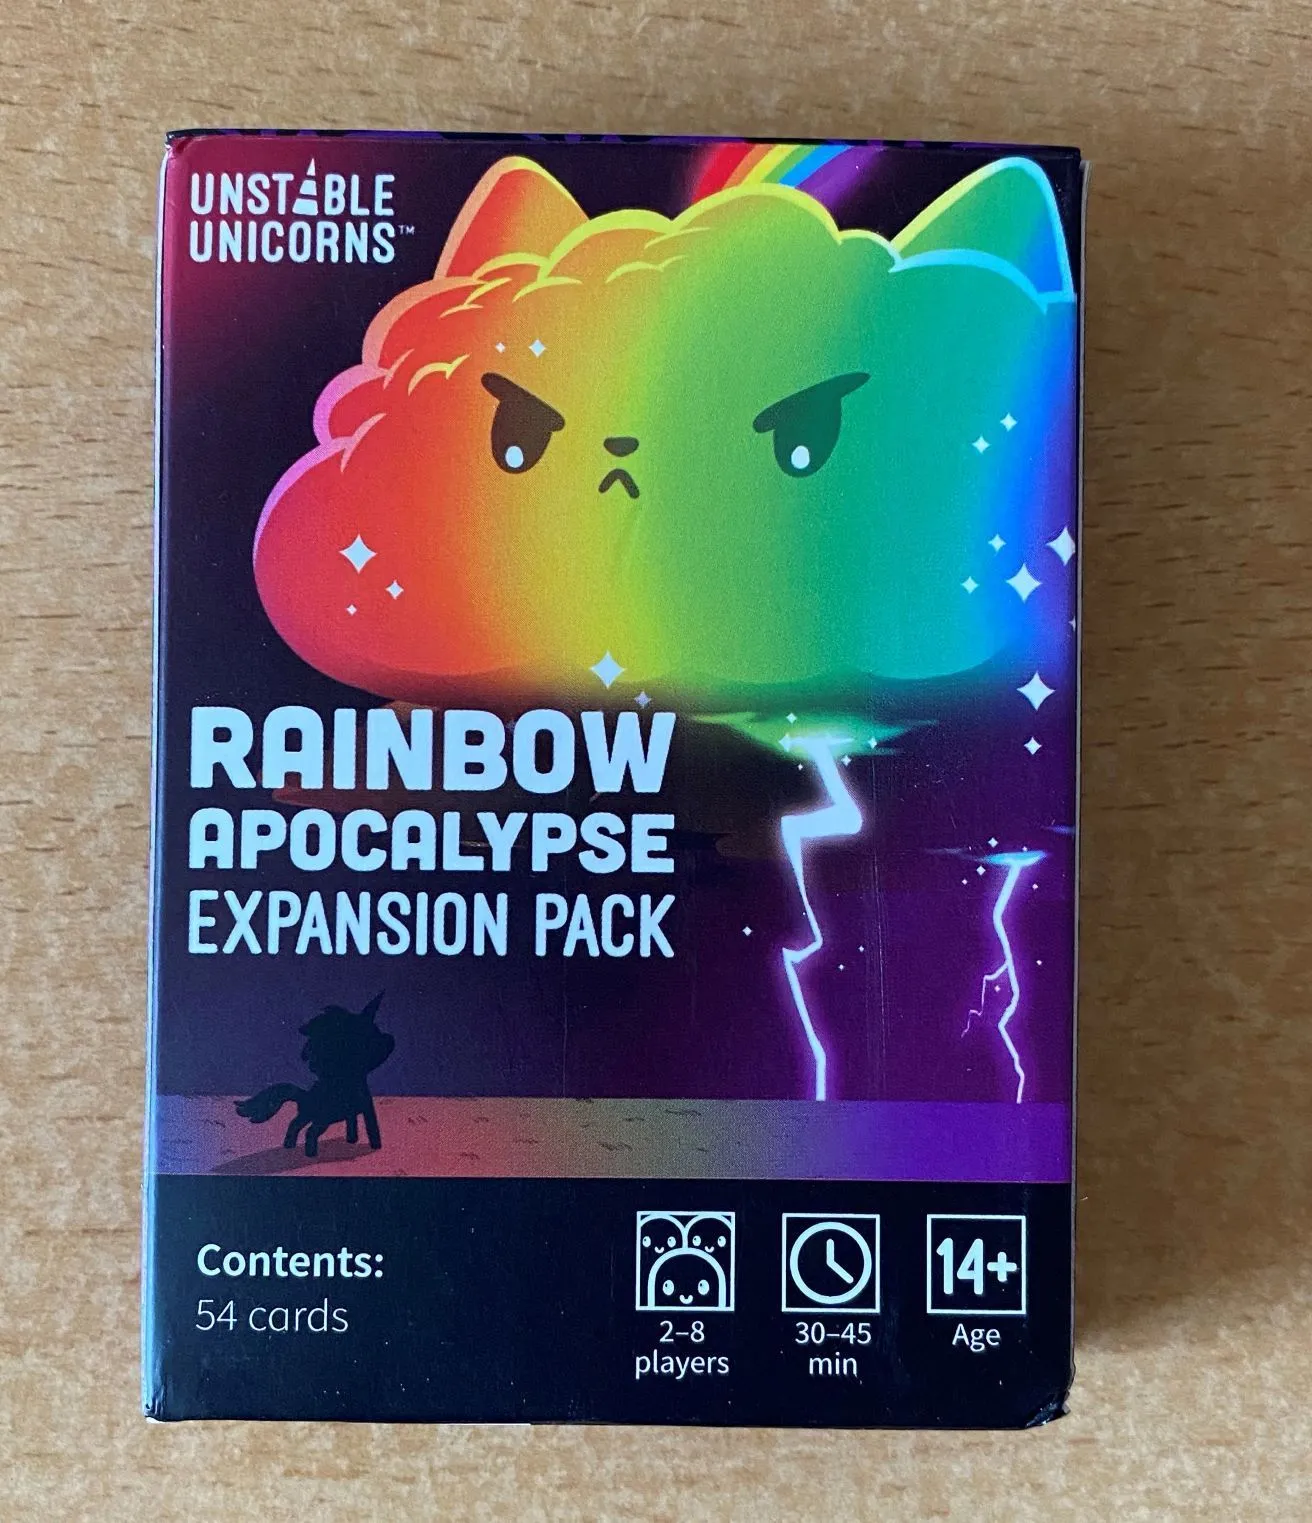 UNSTABLE
UNICORNS™
RAINBOW
APOCALYPSE
EXPANSION PACK
Contents:
54 cards
2–8
players
30–45
min
14+
Age